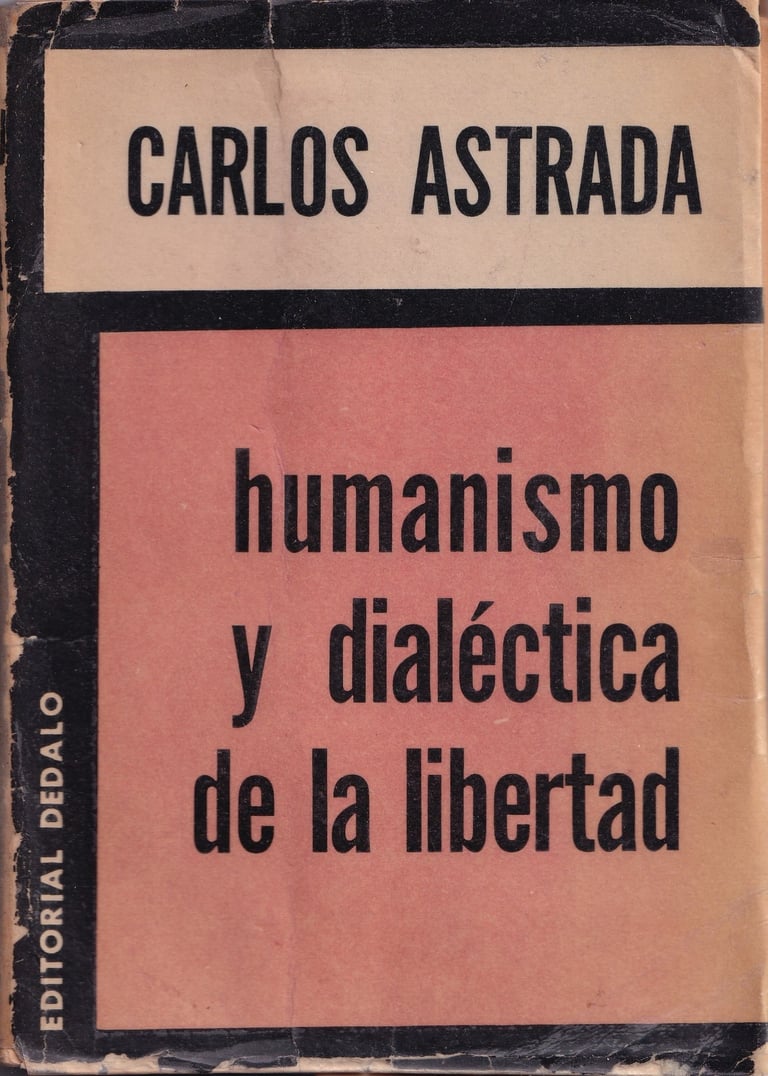 CARLOS ASTRADA
humanismo
y dialéctica
de la libertad
EDITORIAL DEDALO